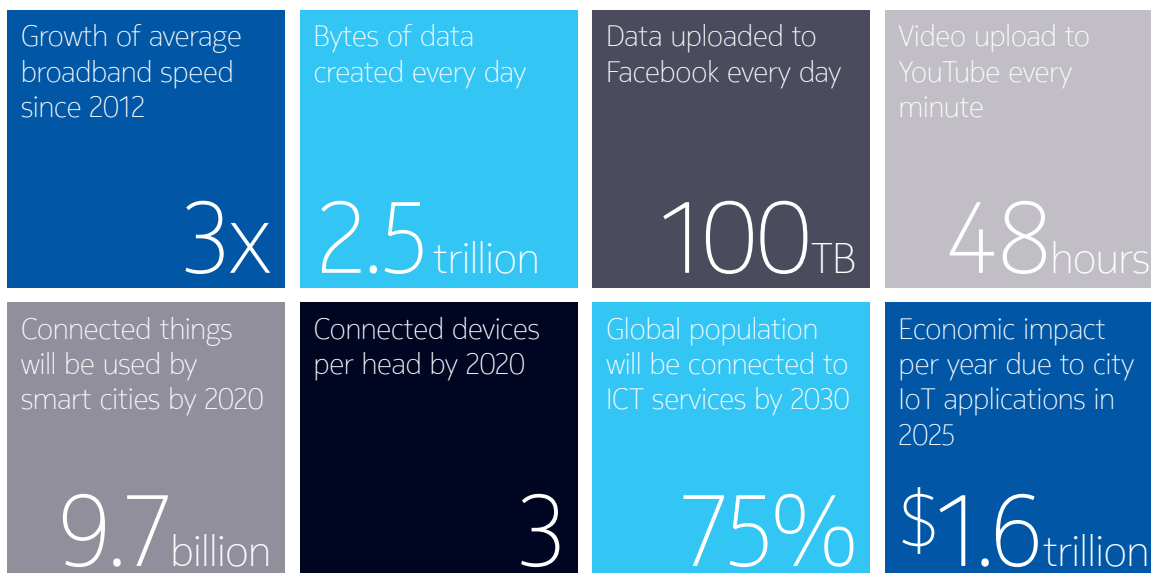 Growth of average
broadband speed
since 2012
3x
Bytes of data
created every day
2.5 trillion
Data uploaded to
Facebook every day
100TB
Video upload to
YouTube every
minute
48hours
Connected things
will be used by
smart cities by 2020
9.7 billion
Connected devices
per head by 2020
3
Global population
will be connected to
ICT services by 2030
75%
Economic impact
per year due to city
IoT applications in
2025
$1.6 trillion